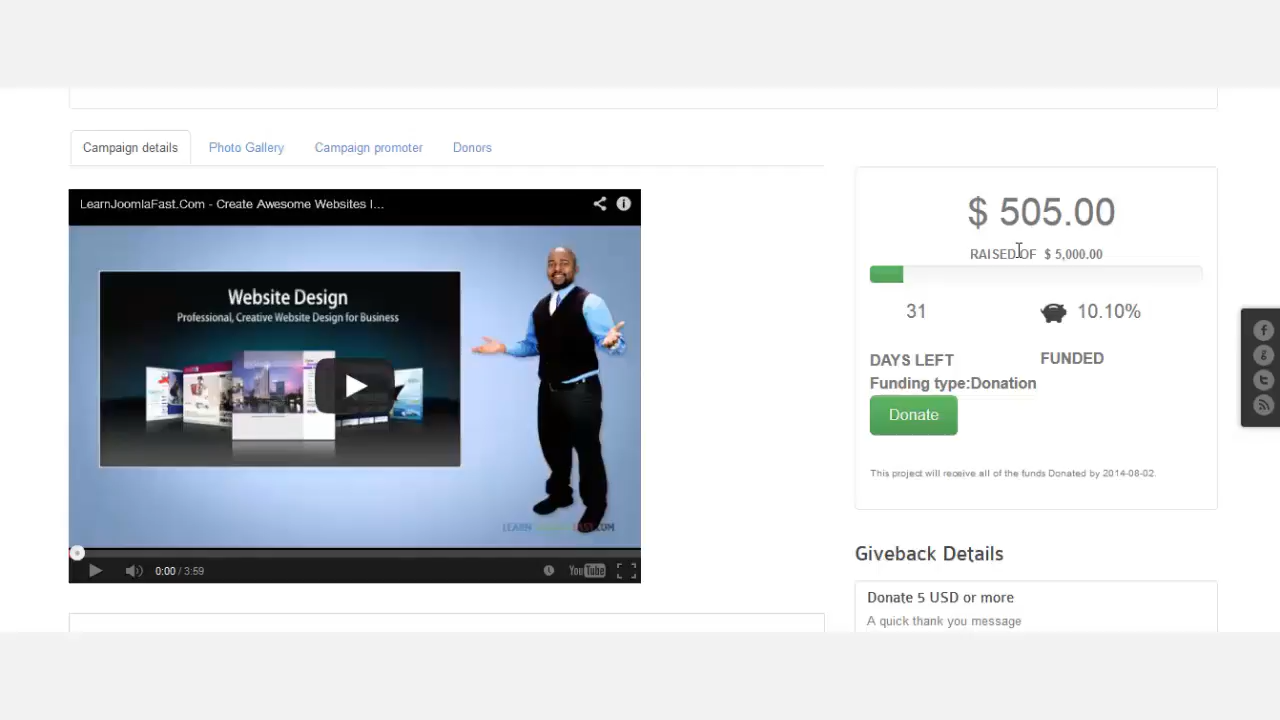 Campaign details
Photo Gallery
Campaign promoter
Donors
LearnJoomlaFast.Com - Create Awesome Websites I...
Website Design
Professional, Creative Website Design for Business
0:00 / 3:59
YouTube
$ 505.00
RAISED OF $ 5,000.00
31
10.10%
DAYS LEFT
FUNDED
Funding type:Donation
Donate
This project will receive all of the funds Donated by 2014-08-02.
Giveback Details
Donate 5 USD or more
A quick thank you message